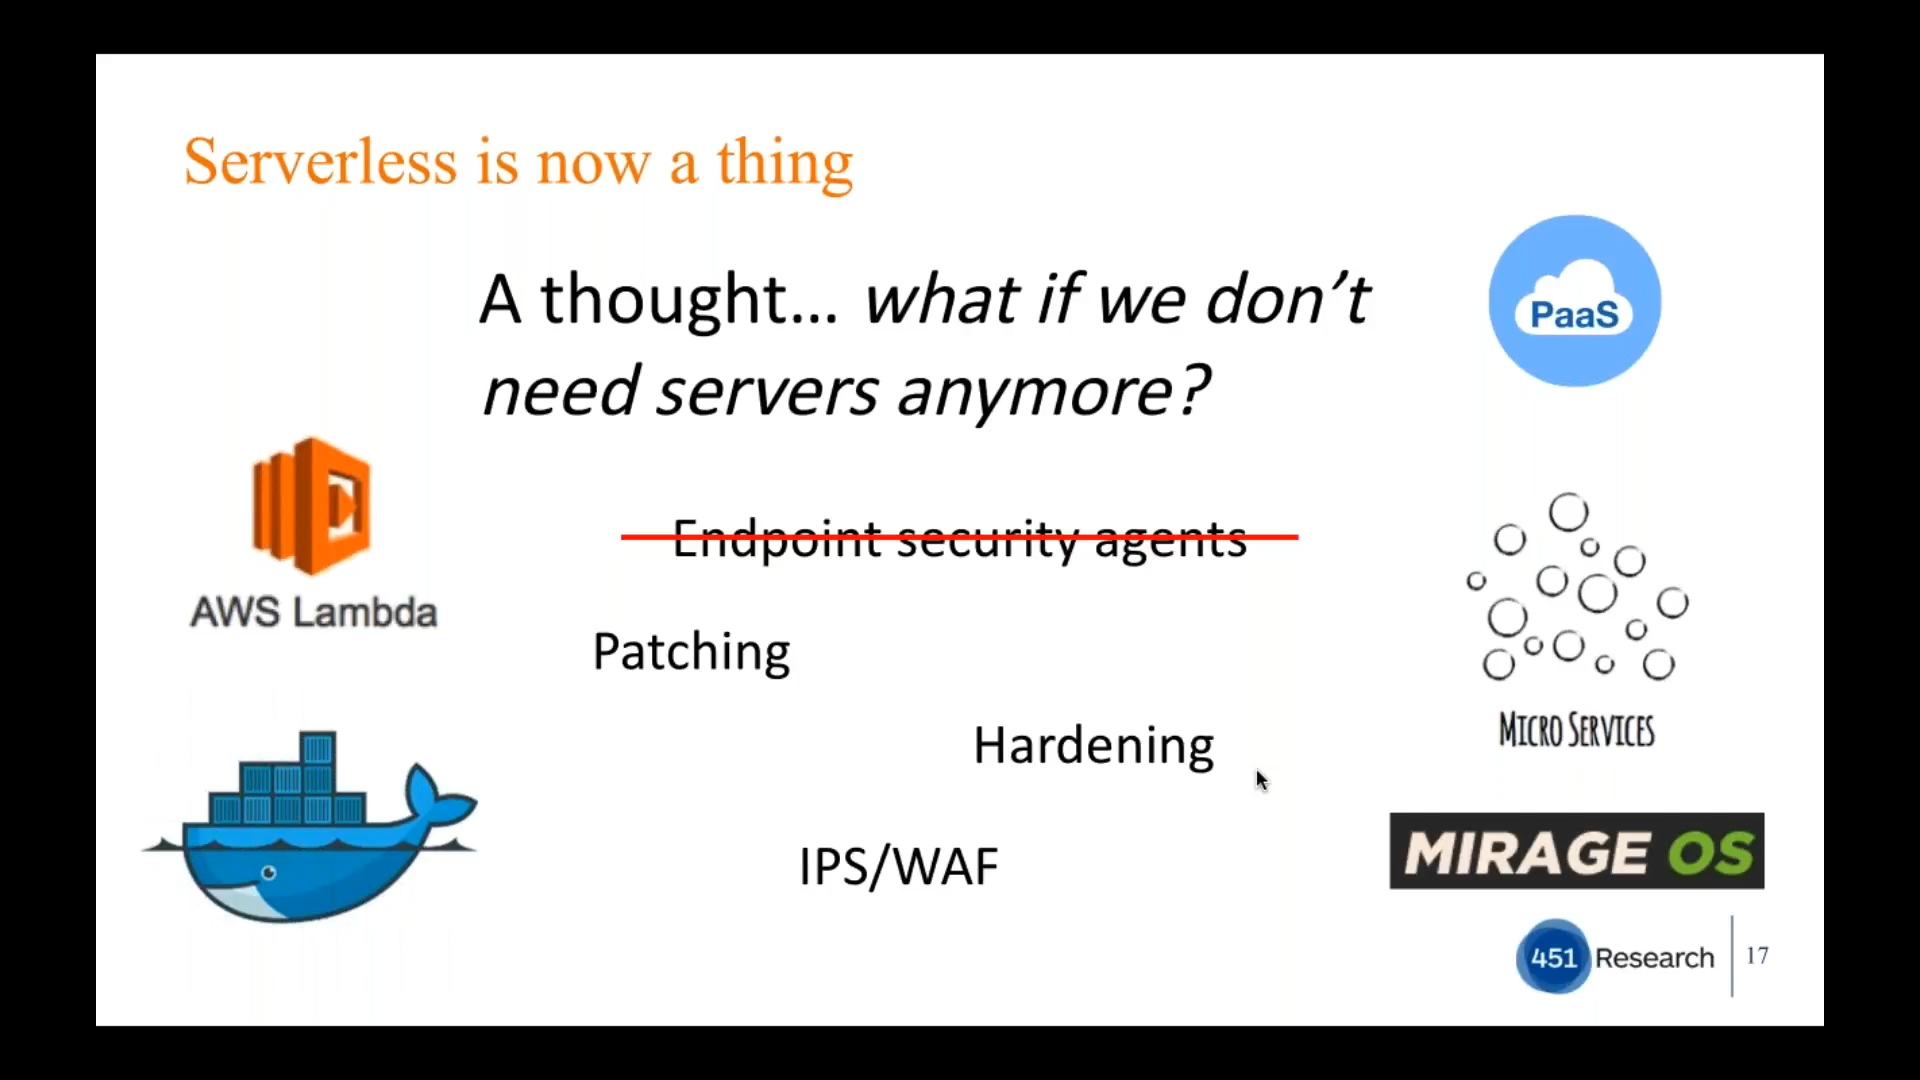 Serverless is now a thing
A thought... what if we don't
need servers anymore?
PaaS
AWS Lambda
Endpoint security agents
Patching
Hardening
IPS/WAF
MICRO SERVICES
MIRAGE OS
451 Research
17